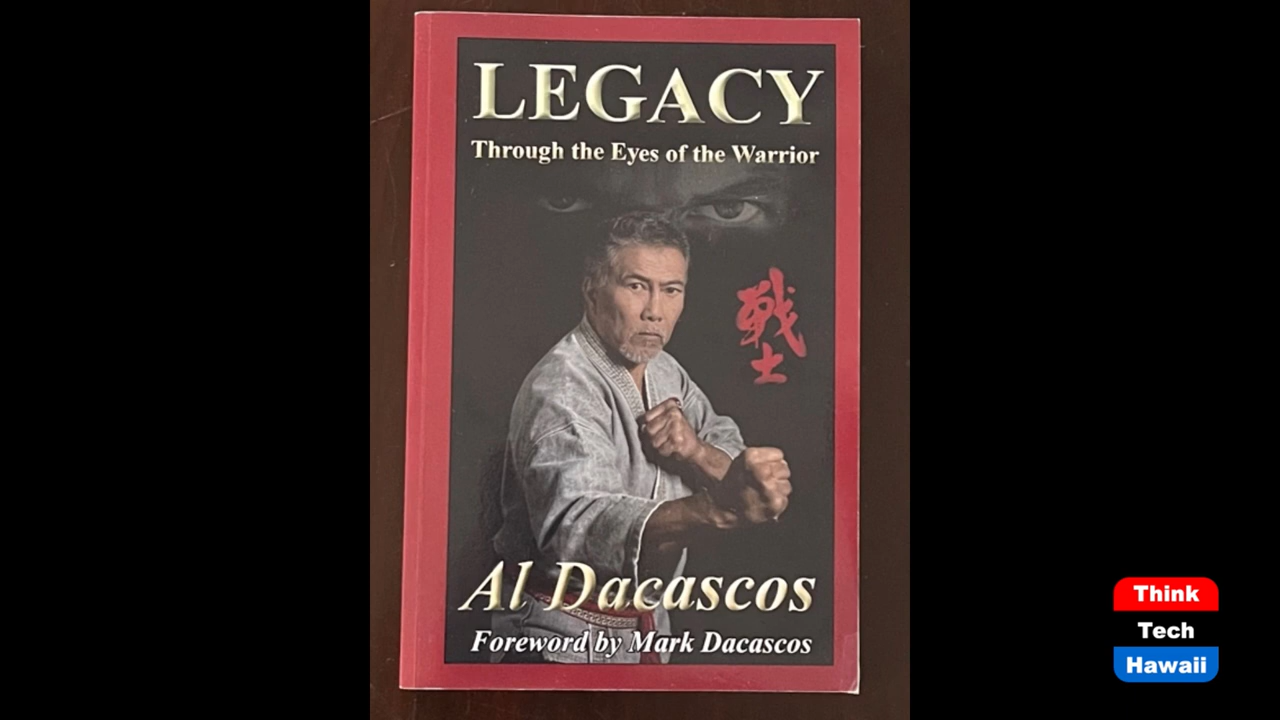 LEGACY
Through the Eyes of the Warrior
戦士
Al Dacascos
Foreword by Mark Dacascos
Think
Tech
Hawaii